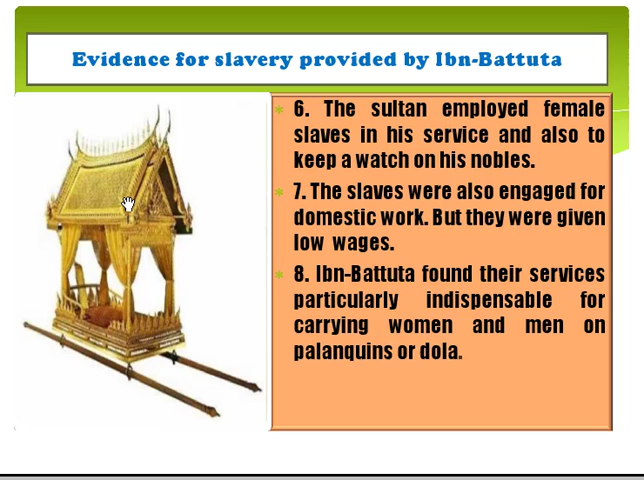 Evidence for slavery provided by Ibn-Battuta
6. The sultan employed female
slaves in his service and also to
keep a watch on his nobles.
7. The slaves were also engaged for
domestic work. But they were given
low wages.
8. Ibn-Battuta found their services
particularly indispensable for
carrying women and men on
palanquins or dola.